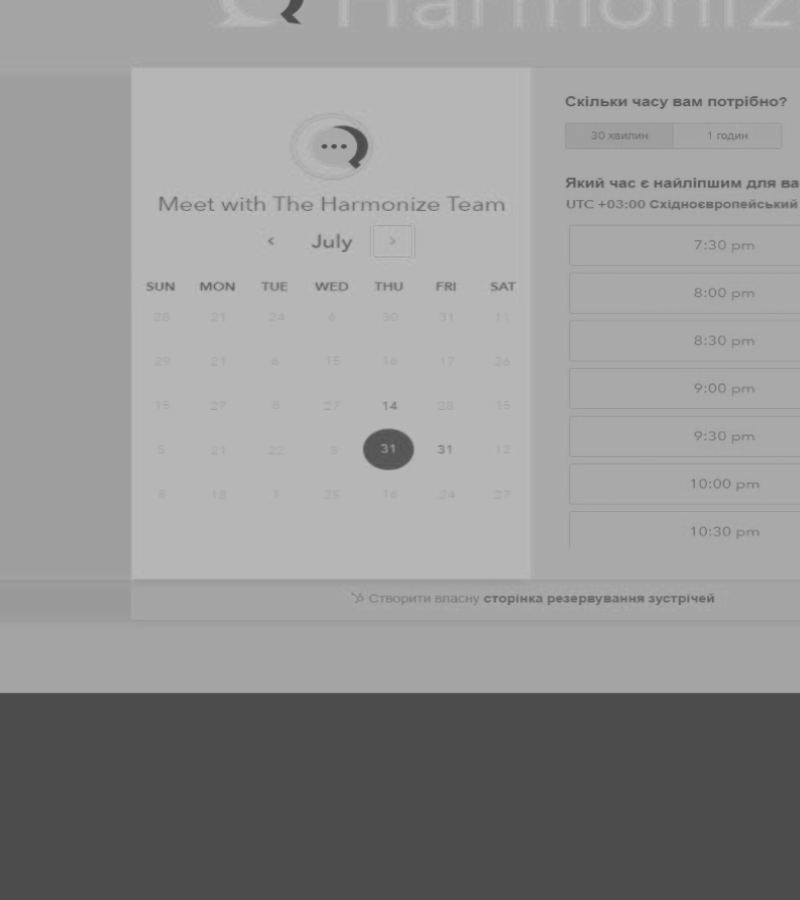 Harmoniz
Meet with The Harmonize Team
July
SUN MON TUE WED THU FRI SAT
28 21 24 6 30 31 11
29 21 6 15 16 17 26
15 27 8 27 14 28 15
5 21 22 3 31 31 12
8 13 1 25 16 24 27
Скільки часу вам потрібно?
30 хвилин 1 годин
Який час є найліпшим для ва
UTC +03:00 Східноєвропейський
7:30 pm
8:00 pm
8:30 pm
9:00 pm
9:30 pm
10:00 pm
10:30 pm
Створити власну сторінка резервування зустрічей